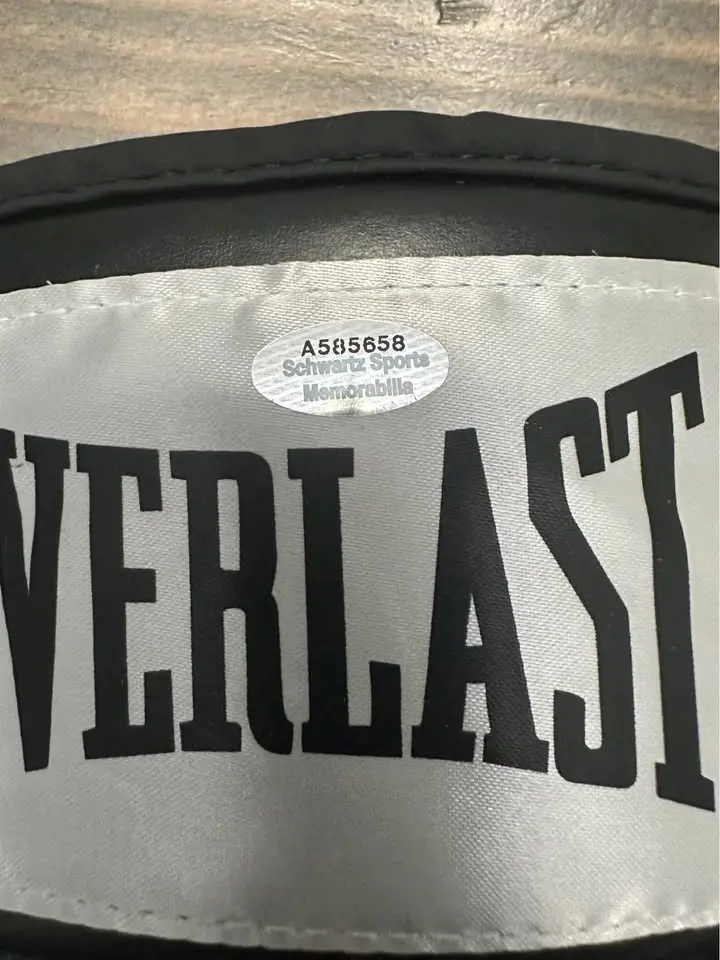 A585658
Schwartz Sports
Memorabilia
VERLAST